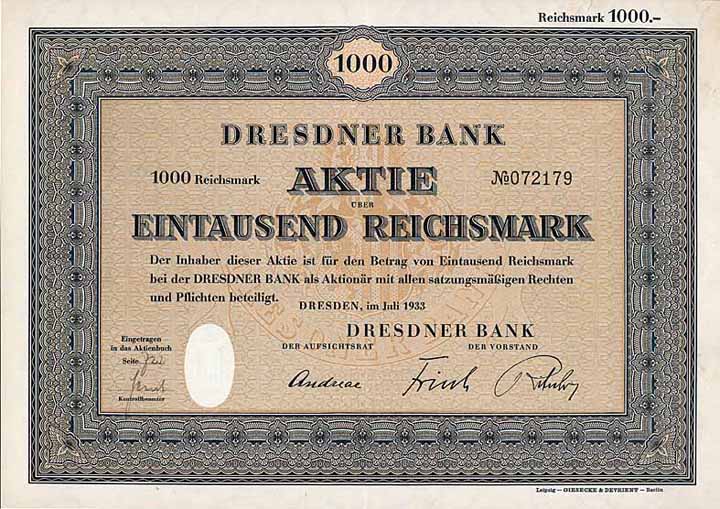 Reichsmark 1000.–
1000
DRESDNER BANK
1000 Reichsmark AKTIE №072179
ÜBER
EINTAUSEND REICHSMARK
Der Inhaber dieser Aktie ist für den Betrag von Eintausend Reichsmark
bei der DRESDNER BANK als Aktionär mit allen satzungsmäßigen Rechten
und Pflichten beteiligt.
DRESDEN, im Juli 1933
DRESDNER BANK
DER AUFSICHTSRAT DER VORSTAND
Eingetragen
in das Aktienbuch
Seite
Kontrollbeamter
Andreae Frisch
Leipzig – GIESECKE & DEVRIENT – Berlin